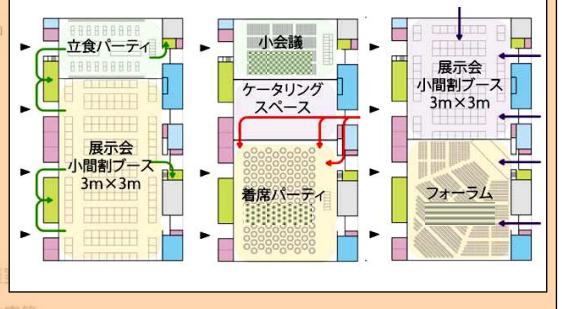 立食パーティ
展示会
小間割ブース
3m×3m
小会議
ケータリング
スペース
着席パーティ
展示会
小間割ブース
3m×3m
フォーラム